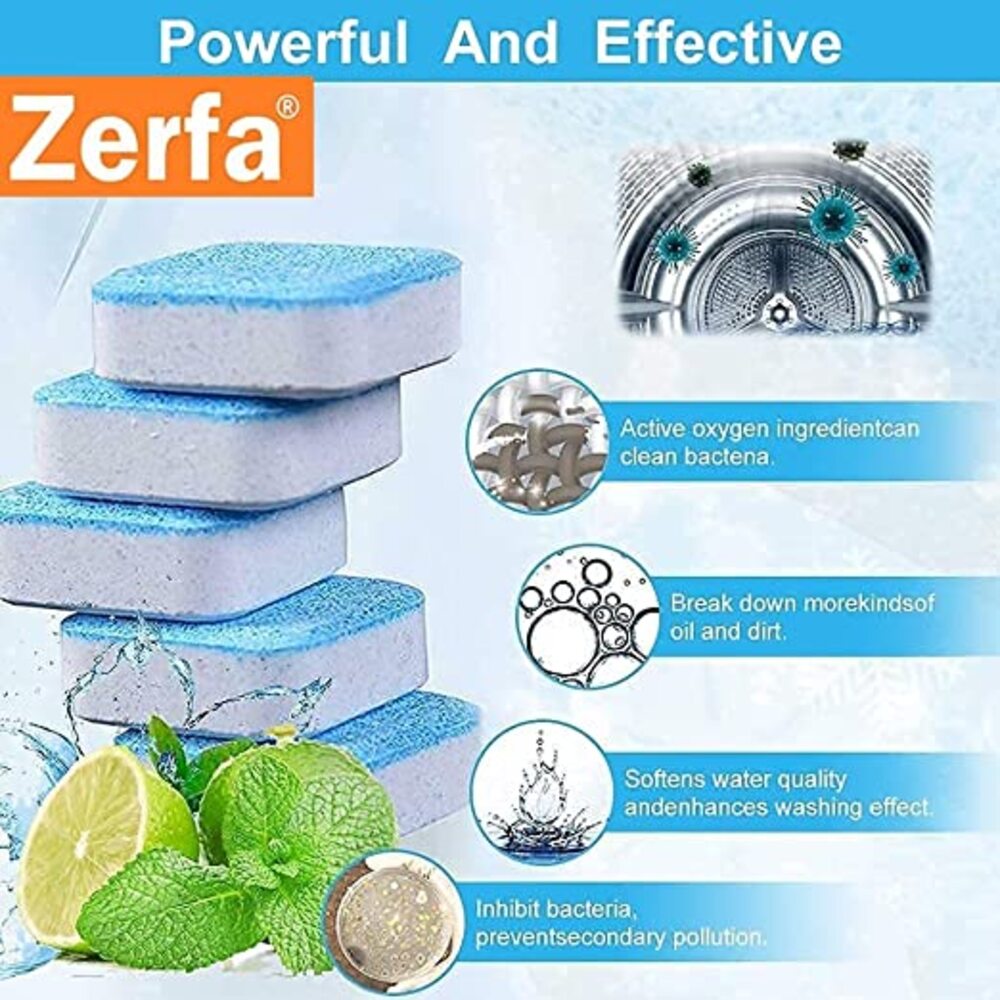 Powerful And Effective
Zerfa®
Active oxygen ingredientcan
clean bactena.
Break down morekindsof
oil and dirt.
Softens water quality
andenhances washing effect.
Inhibit bacteria,
preventsecondary pollution.